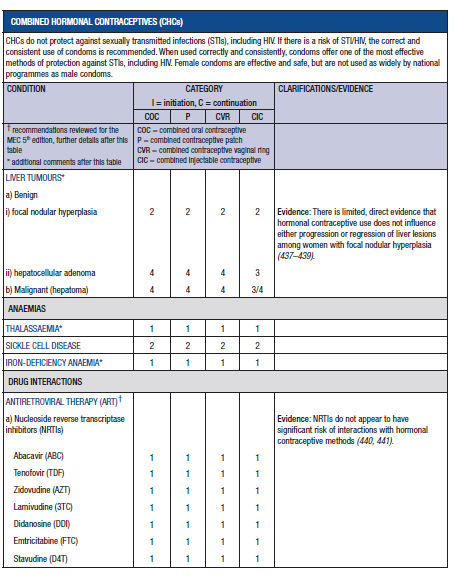 COMBINED HORMONAL CONTRACEPTIVES (CHCs)
CHCs do not protect against sexually transmitted infections (STIs), including HIV. If there is a risk of STI/HIV, the correct and
consistent use of condoms is recommended. When used correctly and consistently, condoms offer one of the most effective
methods of protection against STIs, including HIV. Female condoms are effective and safe, but are not used as widely by national
programmes as male condoms.
CONDITION CATEGORY CLARIFICATIONS/EVIDENCE
I = initiation, C = continuation
COC P CVR CIC
† recommendations reviewed for the
MEC 5th edition, further details after this
table
* additional comments after this table
COC = combined oral contraceptive
P = combined contraceptive patch
CVR = combined contraceptive vaginal ring
CIC = combined injectable contraceptive
LIVER TUMOURS*
a) Benign
i) focal nodular hyperplasia 2 2 2 2 Evidence: There is limited, direct evidence that
hormonal contraceptive use does not influence
either progression or regression of liver lesions
among women with focal nodular hyperplasia
(437–439).
ii) hepatocellular adenoma 4 4 4 3
b) Malignant (hepatoma) 4 4 4 3/4
ANAEMIAS
THALASSAEMIA* 1 1 1 1
SICKLE CELL DISEASE 2 2 2 2
IRON-DEFICIENCY ANAEMIA* 1 1 1 1
DRUG INTERACTIONS
ANTIRETROVIRAL THERAPY (ART)†
a) Nucleoside reverse transcriptase
inhibitors (NRTIs)
Evidence: NRTIs do not appear to have
significant risk of interactions with hormonal
contraceptive methods (440, 441).
Abacavir (ABC) 1 1 1 1
Tenofovir (TDF) 1 1 1 1
Zidovudine (AZT) 1 1 1 1
Lamivudine (3TC) 1 1 1 1
Didanosine (DDI) 1 1 1 1
Emtricitabine (FTC) 1 1 1 1
Stavudine (D4T) 1 1 1 1